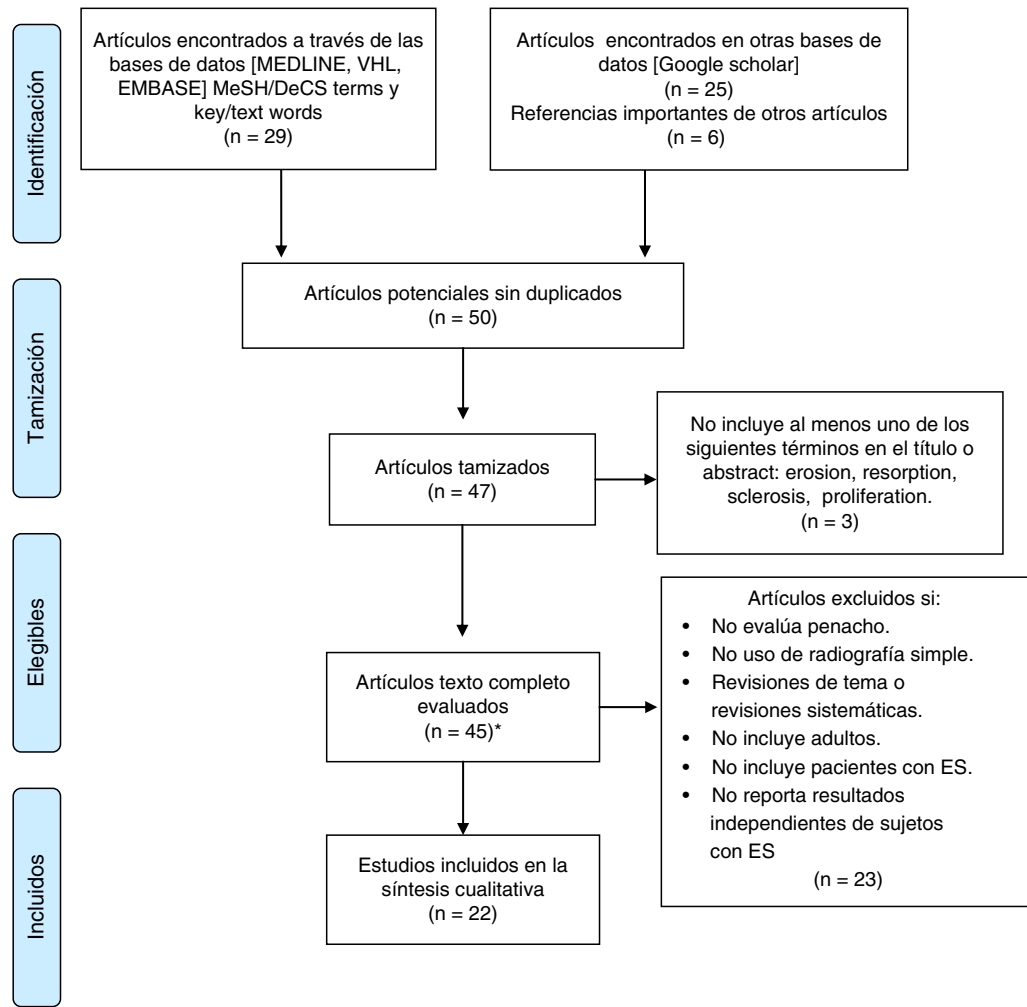 Identificación
Artículos encontrados a través de las
bases de datos [MEDLINE, VHL,
EMBASE] MeSH/DeCS terms y
key/text words
(n = 29)
Artículos encontrados en otras bases de
datos [Google scholar]
(n = 25)
Referencias importantes de otros artículos
(n = 6)
Tamización
Artículos potenciales sin duplicados
(n = 50)
Artículos tamizados
(n = 47)
No incluye al menos uno de los
siguientes términos en el título o
abstract: erosion, resorption,
sclerosis, proliferation.
(n = 3)
Elegibles
Artículos texto completo
evaluados
(n = 45)*
Artículos excluidos si:
• No evalúa penacho.
• No uso de radiografía simple.
• Revisiones de tema o
revisiones sistemáticas.
• No incluye adultos.
• No incluye pacientes con ES.
• No reporta resultados
independientes de sujetos
con ES
(n = 23)
Incluidos
Estudios incluidos en la
síntesis cualitativa
(n = 22)